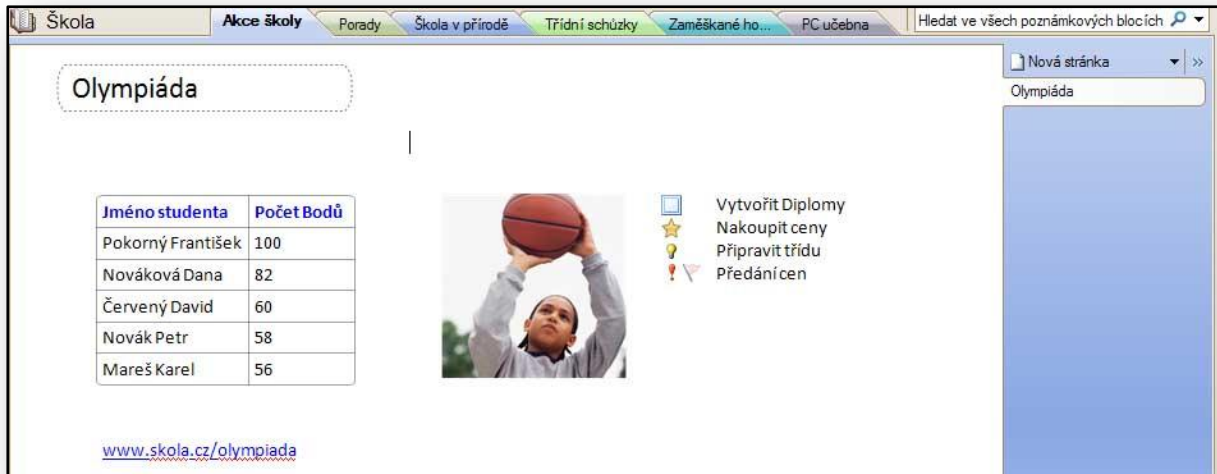 Škola
Akce školy
Porady
Škola v přírodě
Třídní schůzky
Zaměškané ho...
PC učebna
Hledat ve všech poznámkových blocích
Nová stránka
Olympiáda
Olympiáda
Jméno studenta Počet Bodů
Pokorný František 100
Nováková Dana 82
Červený David 60
Novák Petr 58
Mareš Karel 56
Vytvořit Diplomy
Nakoupit ceny
Připravit třídu
Předání cen
www.skola.cz/olympiada